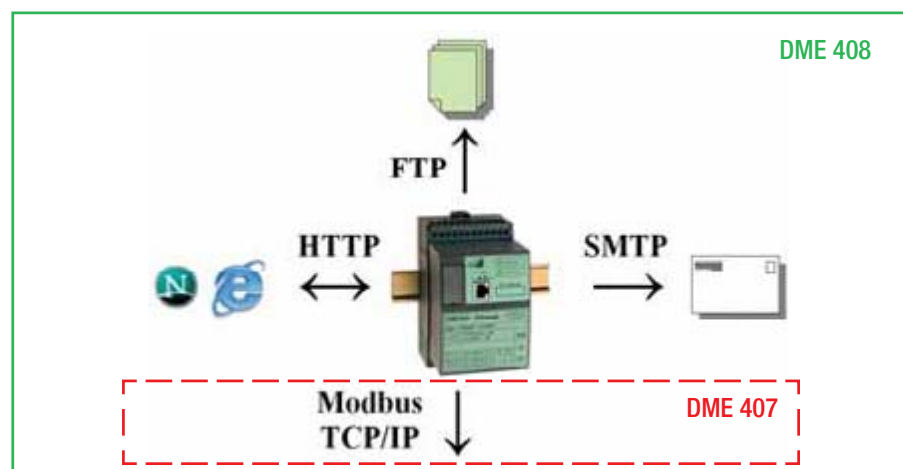 DME 408
FTP
HTTP
SMTP
N
e
Modbus
TCP/IP
DME 407